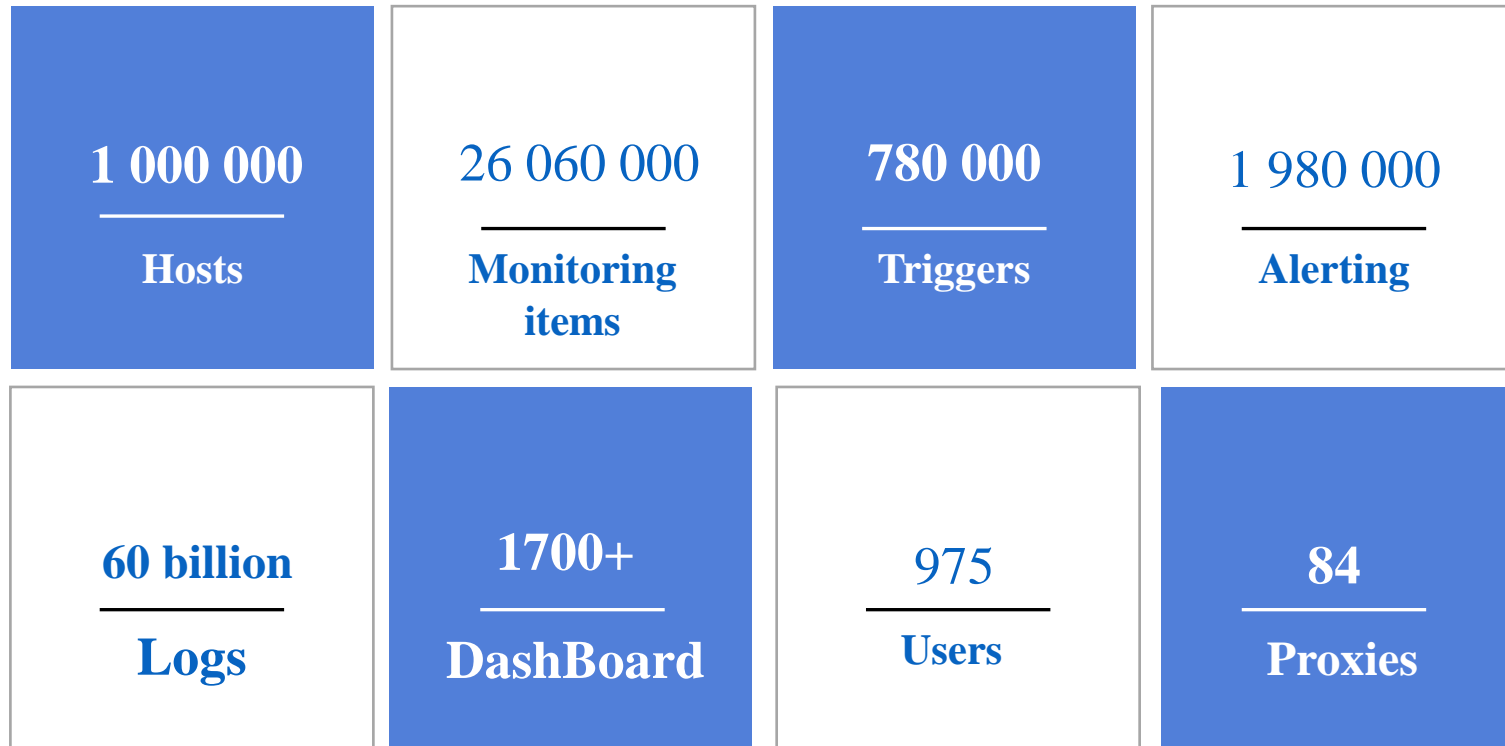 1 000 000
Hosts
26 060 000
Monitoring
items
780 000
Triggers
1 980 000
Alerting
60 billion
Logs
1700+
DashBoard
975
Users
84
Proxies